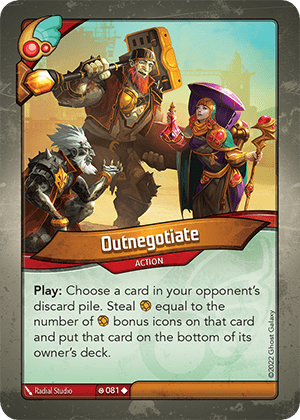 Outnegotiate
ACTION
Play: Choose a card in your opponent's
discard pile. Steal equal to the
number of bonus icons on that card
and put that card on the bottom of its
owner's deck.
©2022 Ghost Galaxy
Radial Studio
081